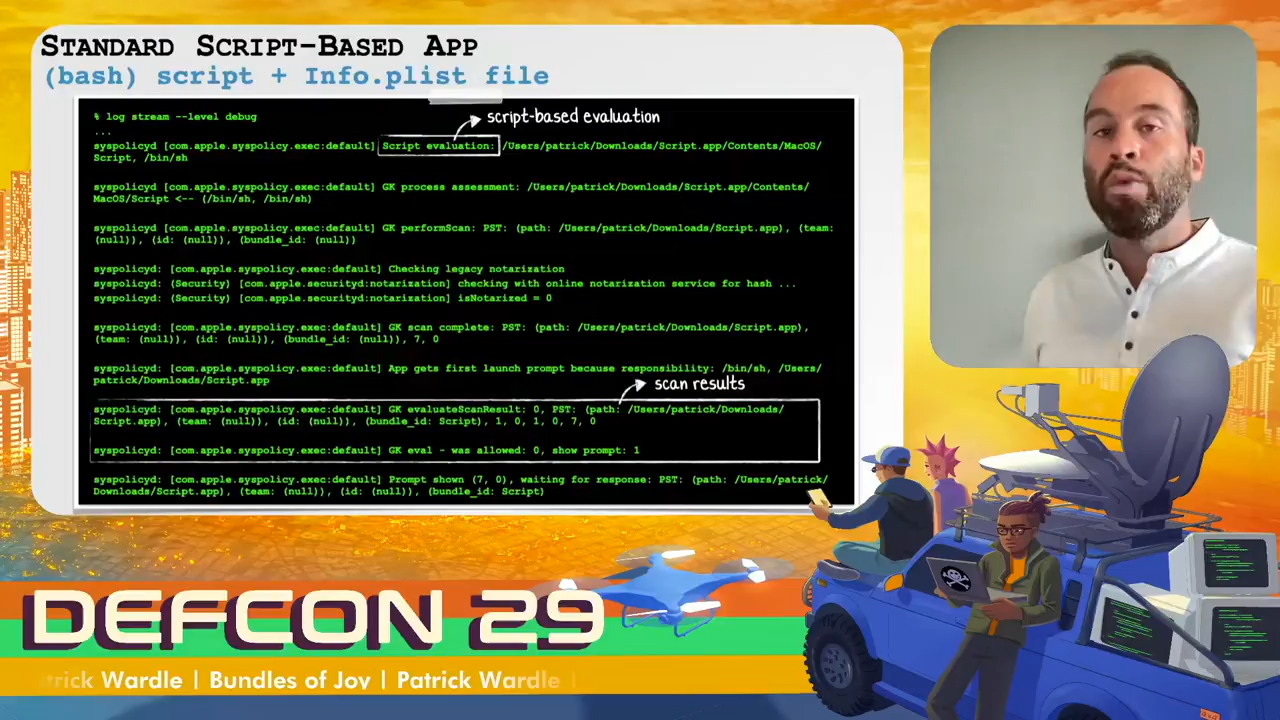 Standard Script-Based App
(bash) script + Info.plist file
% log stream --level debug
script-based evaluation
...
syspolicyd [com.apple.syspolicy.exec:default] Script evaluation: /Users/patrick/Downloads/Script.app/Contents/MacOS/
Script, /bin/sh
syspolicyd [com.apple.syspolicy.exec:default] GK process assessment: /Users/patrick/Downloads/Script.app/Contents/
MacOS/Script <-- (/bin/sh, /bin/sh)
syspolicyd [com.apple.syspolicy.exec:default] GK performScan: PST: (path: /Users/patrick/Downloads/Script.app), (team:
(null)), (id: (null)), (bundle_id: (null))
syspolicyd: [com.apple.syspolicy.exec:default] Checking legacy notarization
syspolicyd: (Security) [com.apple.securityd:notarization] checking with online notarization service for hash ...
syspolicyd: (Security) [com.apple.securityd:notarization] isNotarized = 0
syspolicyd: [com.apple.syspolicy.exec:default] GK scan complete: PST: (path: /Users/patrick/Downloads/Script.app),
(team: (null)), (id: (null)), (bundle_id: (null)), 7, 0
syspolicyd: [com.apple.syspolicy.exec:default] App gets first launch prompt because responsibility: /bin/sh, /Users/
patrick/Downloads/Script.app
scan results
syspolicyd: [com.apple.syspolicy.exec:default] GK evaluateScanResult: 0, PST: (path: /Users/patrick/Downloads/
Script.app), (team: (null)), (id: (null)), (bundle_id: Script), 1, 0, 1, 0, 7, 0
syspolicyd: [com.apple.syspolicy.exec:default] GK eval - was allowed: 0, show prompt: 1
syspolicyd: [com.apple.syspolicy.exec:default] Prompt shown (7, 0), waiting for response: PST: (path: /Users/patrick/
Downloads/Script.app), (team: (null)), (id: (null)), (bundle_id: Script)
DEFCON 29
trick Wardle | Bundles of Joy | Patrick Wardle |